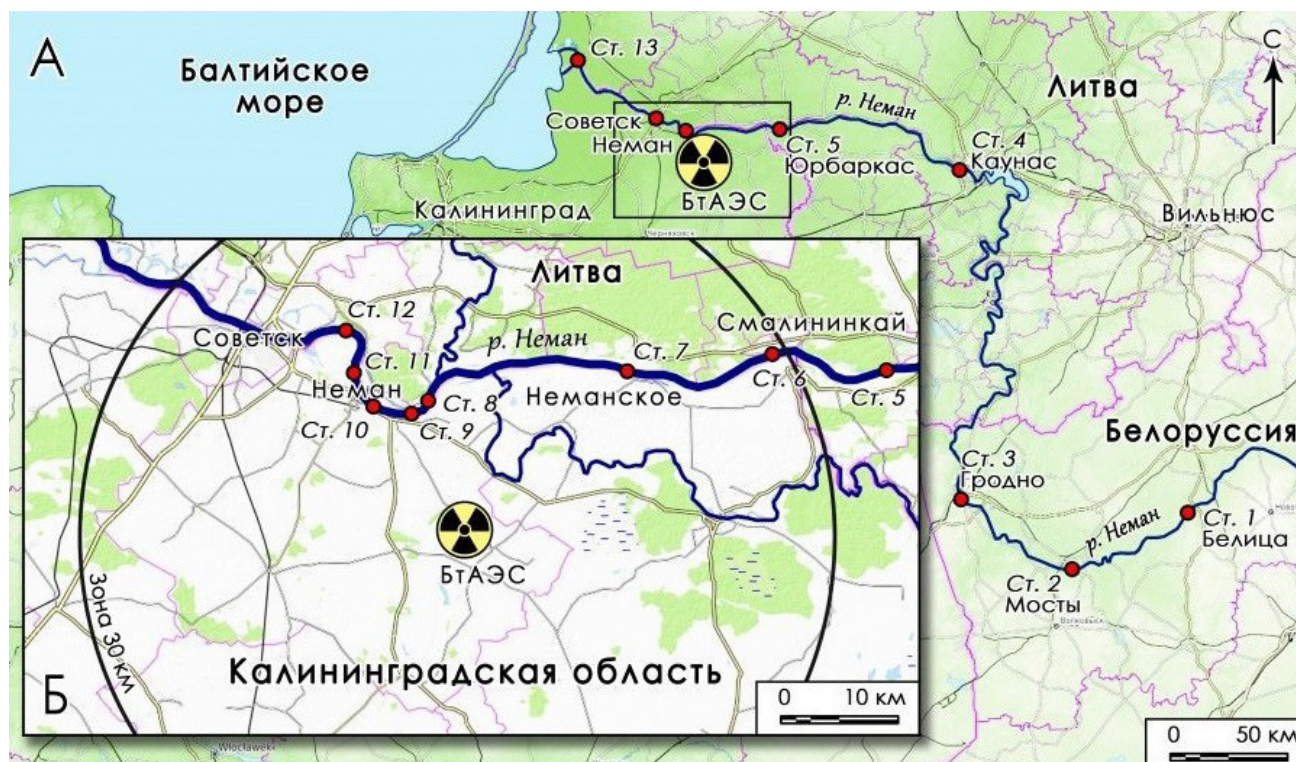 А
Балтийское
море
Ст. 13
С
Литва
Советск
Неман
р. Неман
Ст. 5
Юрбаркас
Ст. 4
Каунас
БтАЭС
Калининград
Вильнюс
Черняховск
Литва
Ст. 12
Советск
р. Неман
Смалининкай
Ст. 11
Ст. 7
Неман
Ст. 6
Неманское
Ст. 5
Ст. 8
Ст. 10
Ст. 9
БтАЭС
Зона 30 км
Калининградская область
Б
0 10 км
Белоруссия
Ст. 3
Гродно
р. Неман
Ст. 1
Белица
Ст. 2
Мосты
Волковыск
Włocławek
0 50 км